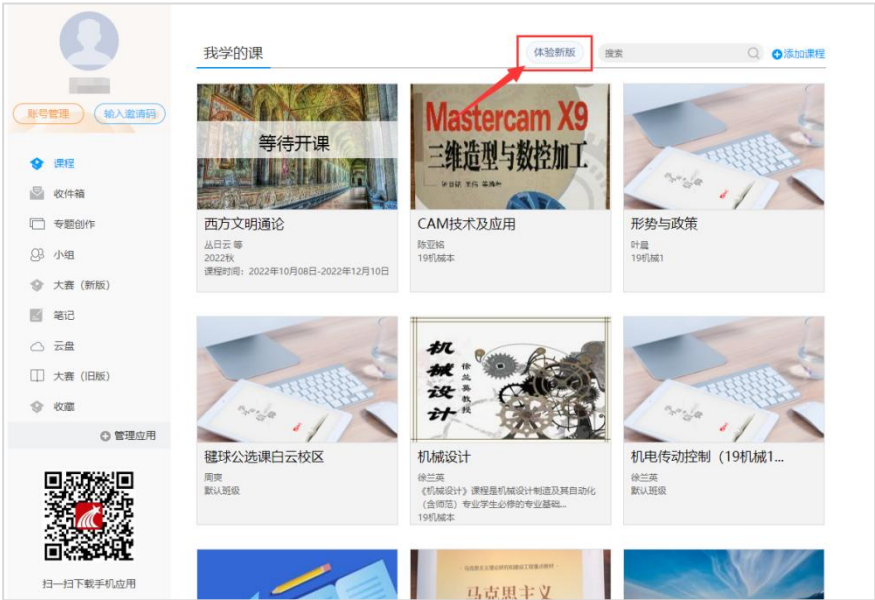 我学的课
体验新版
搜索
添加课程
账号管理
输入邀请码
课程
收件箱
专题创作
小组
大赛（新版）
笔记
云盘
大赛（旧版）
收藏
管理应用
扫一扫下载手机应用
等待开课
西方文明通论
丛日云 等
2022秋
课程时间：2022年10月08日-2022年12月10日
Mastercam X9
三维造型与数控加工
CAM技术及应用
陈亚铭
19机械本
形势与政策
叶晨
19机械1
毽球公选课白云校区
周爽
默认班级
机械设计
徐兰英教授
机械设计
徐兰英
《机械设计》课程是机械设计制造及其自动化
（含师范）专业学生必修的专业基础...
19机械本
机电传动控制（19机械1...
徐兰英
默认班级
马克思主义